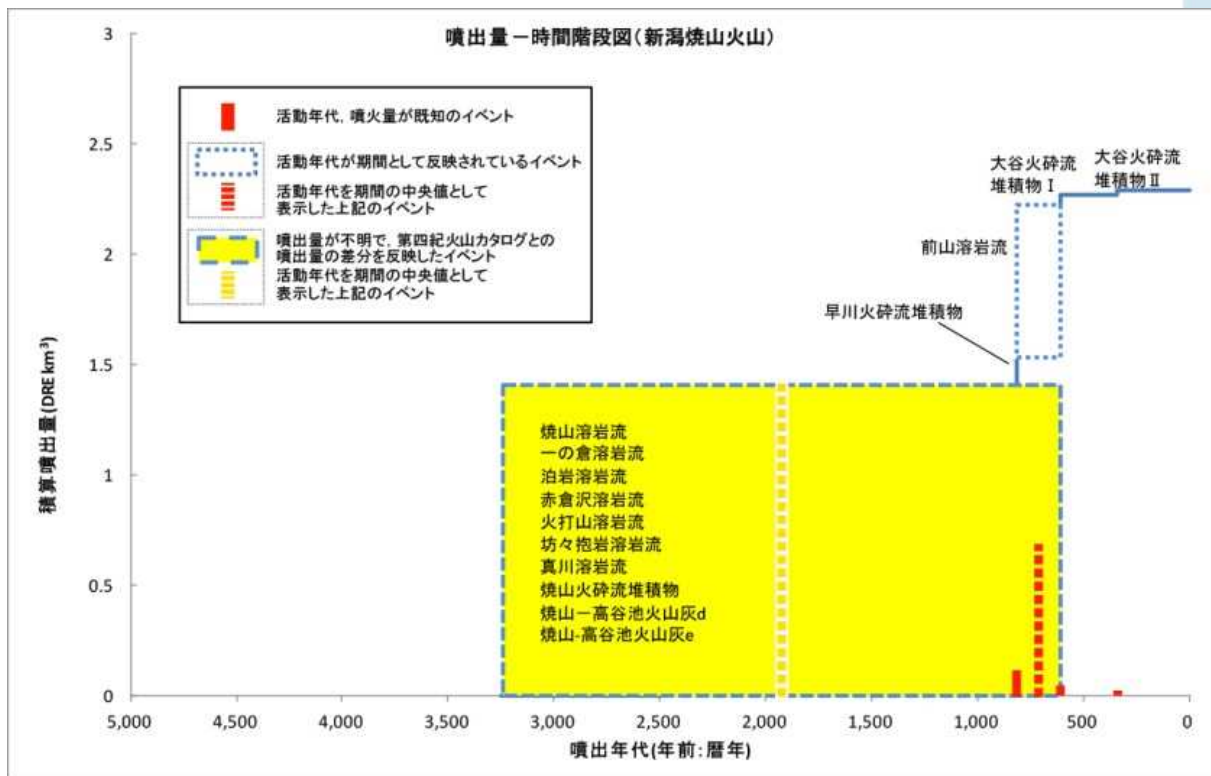 噴出量－時間階段図(新潟焼山火山)
3
2.5
2
1.5
1
0.5
0
積算噴出量(DRE km³)
活動年代，噴火量が既知のイベント
活動年代が期間として反映されているイベント
活動年代を期間の中央値として
表示した上記のイベント
噴出量が不明で，第四紀火山カタログとの
噴出量の差分を反映したイベント
活動年代を期間の中央値として
表示した上記のイベント
大谷火砕流
堆積物Ⅰ
大谷火砕流
堆積物Ⅱ
前山溶岩流
早川火砕流堆積物
焼山溶岩流
一の倉溶岩流
泊岩溶岩流
赤倉沢溶岩流
火打山溶岩流
坊々抱岩溶岩流
真川溶岩流
焼山火砕流堆積物
焼山－高谷池火山灰d
焼山-高谷池火山灰e
5,000 4,500 4,000 3,500 3,000 2,500 2,000 1,500 1,000 500 0
噴出年代(年前:暦年)